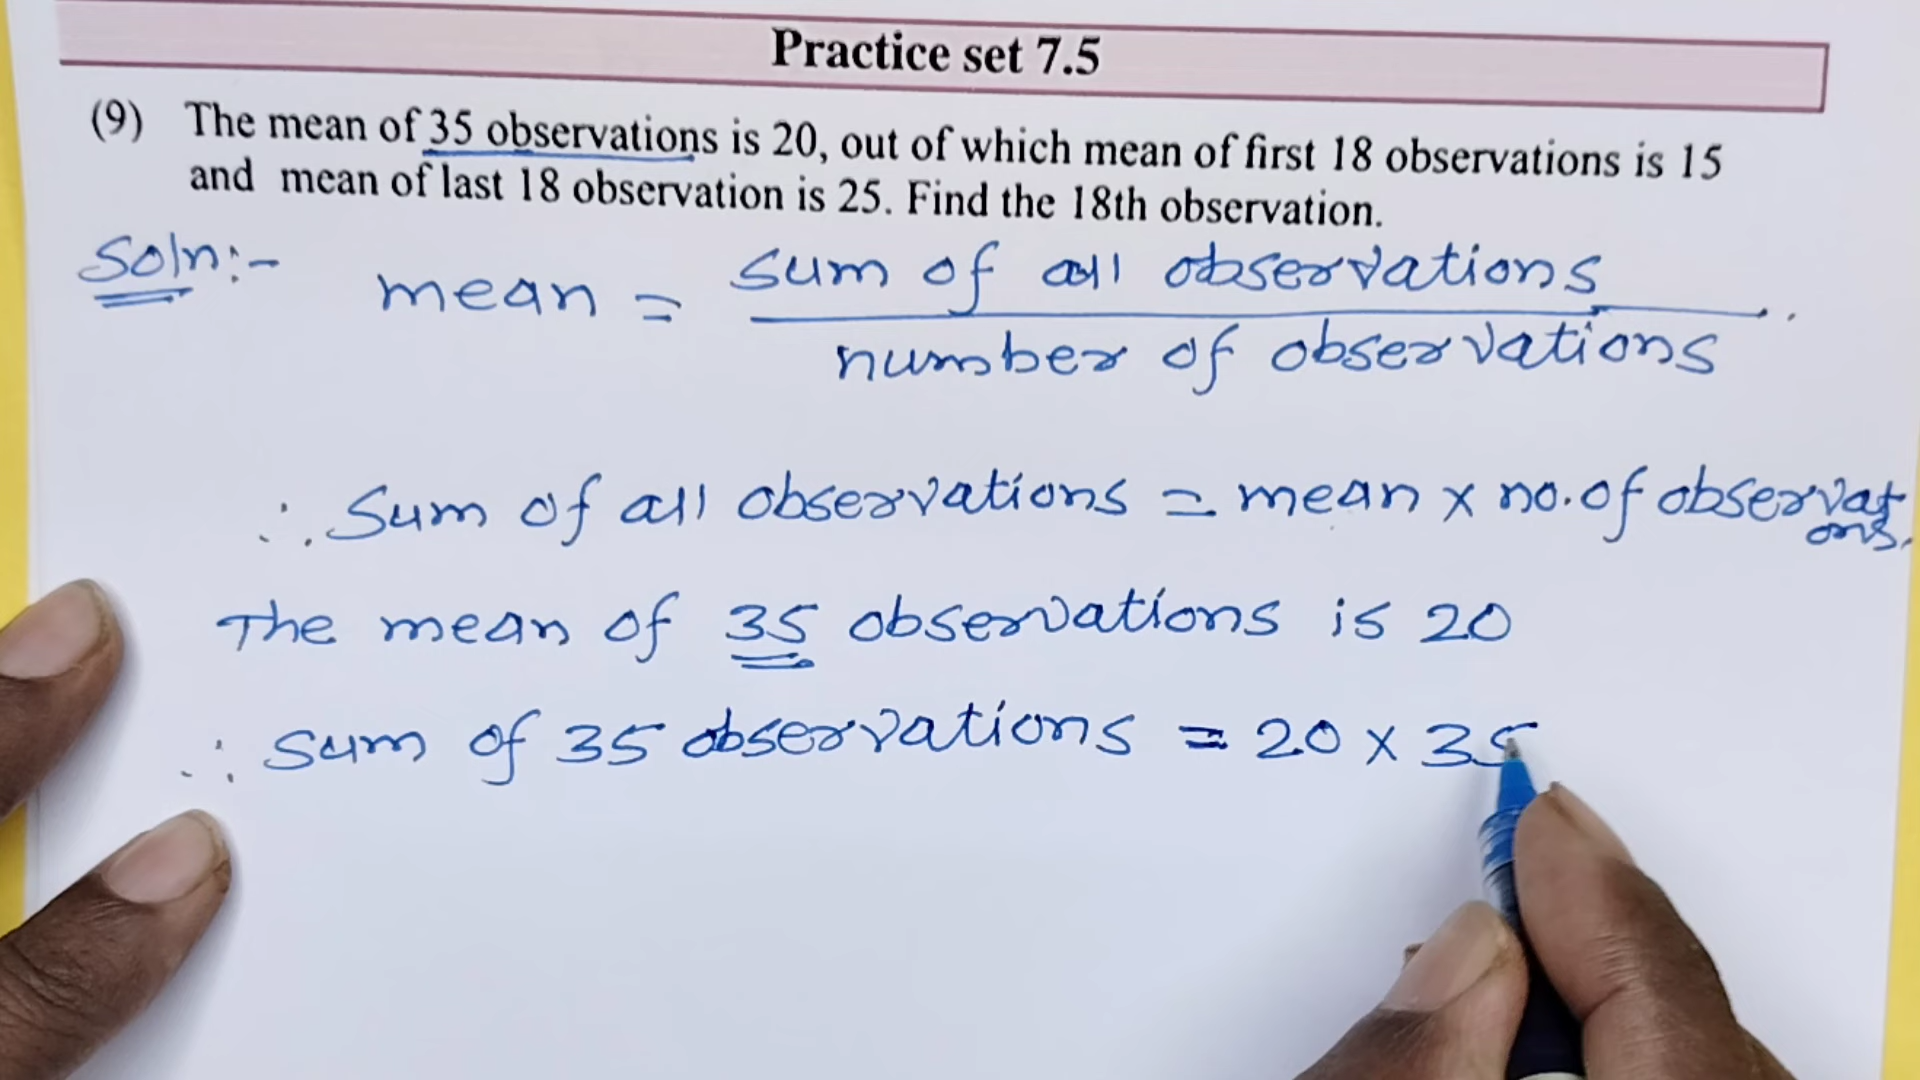 Practice set 7.5
(9) The mean of 35 observations is 20, out of which mean of first 18 observations is 15
and mean of last 18 observation is 25. Find the 18th observation.
Soln:-
mean = sum of all observations
number of observations
∴ Sum of all observations = mean x no. of observat
ons.
The mean of 35 observations is 20
∴ Sum of 35 observations = 20 x 35